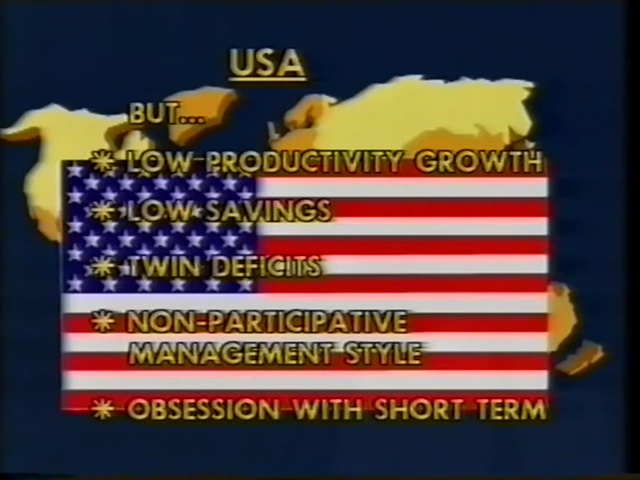 USA
BUT...
* LOW PRODUCTIVITY GROWTH
* LOW SAVINGS
* TWIN DEFICITS
* NON-PARTICIPATIVE
MANAGEMENT STYLE
* OBSESSION WITH SHORT TERM